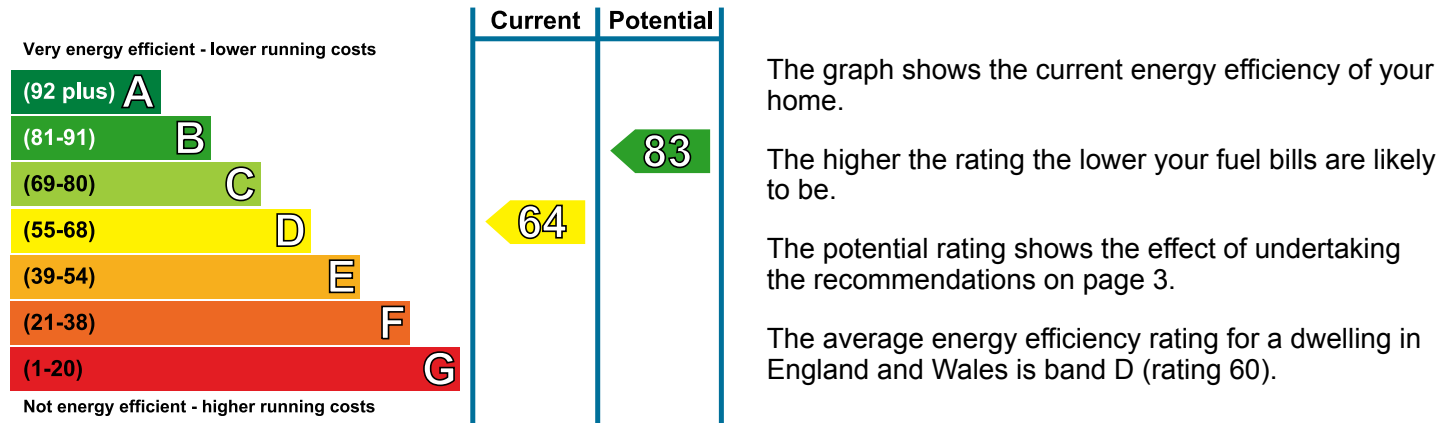 Current Potential
Very energy efficient - lower running costs
(92 plus) A
(81-91) B
(69-80) C
(55-68) D
(39-54) E
(21-38) F
(1-20) G
Not energy efficient - higher running costs
64
83
The graph shows the current energy efficiency of your
home.
The higher the rating the lower your fuel bills are likely
to be.
The potential rating shows the effect of undertaking
the recommendations on page 3.
The average energy efficiency rating for a dwelling in
England and Wales is band D (rating 60).